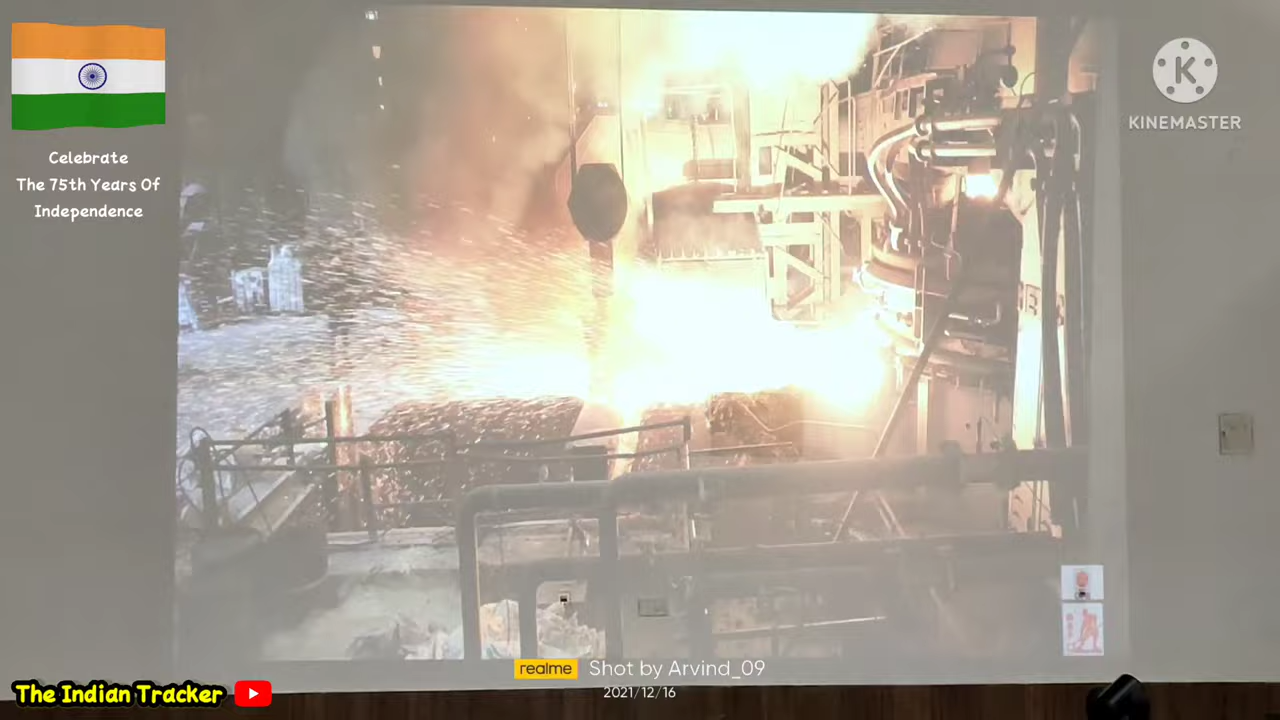 Celebrate
The 75th Years Of
Independence
K
KINEMASTER
The Indian Tracker
realme Shot by Arvind_09
2021/12/16